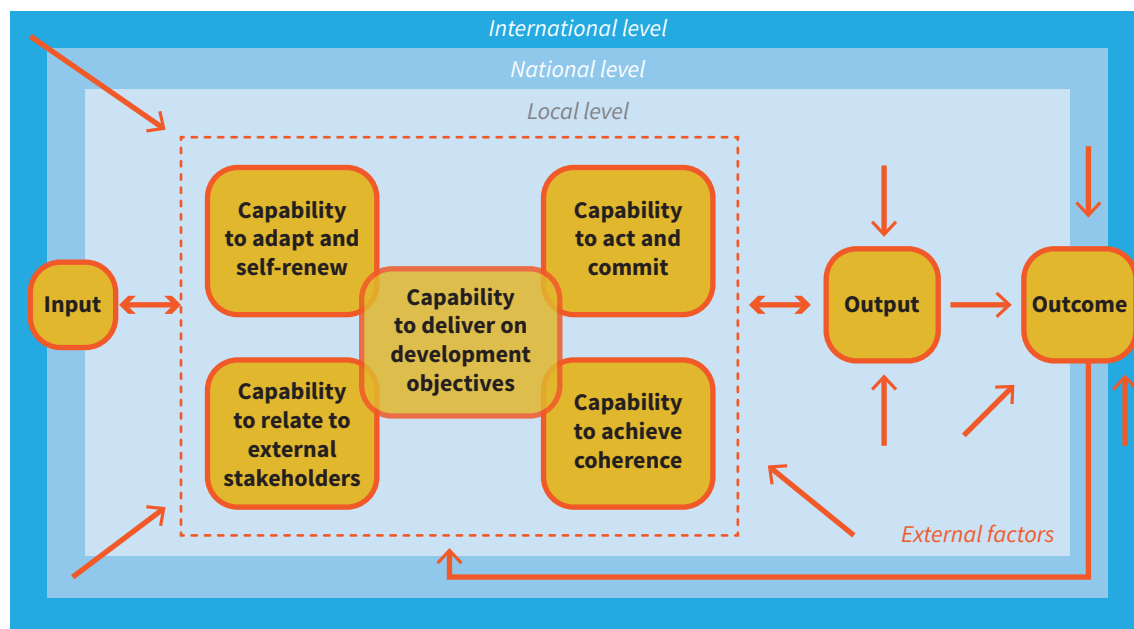 International level
National level
Local level
Capability
to adapt and
self-renew
Capability
to act and
commit
Input
Capability
to deliver on
development
objectives
Output
Outcome
Capability
to relate to
external
stakeholders
Capability
to achieve
coherence
External factors